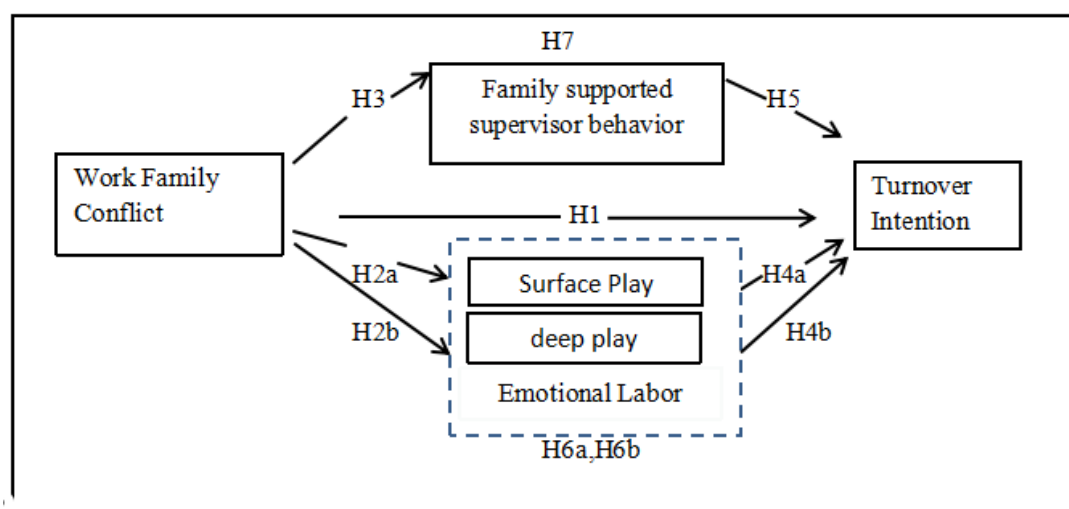 H7
H3
Family supported
supervisor behavior
H5
Work Family
Conflict
Turnover
Intention
H1
H2a
Surface Play
H4a
H2b
deep play
H4b
Emotional Labor
H6a,H6b